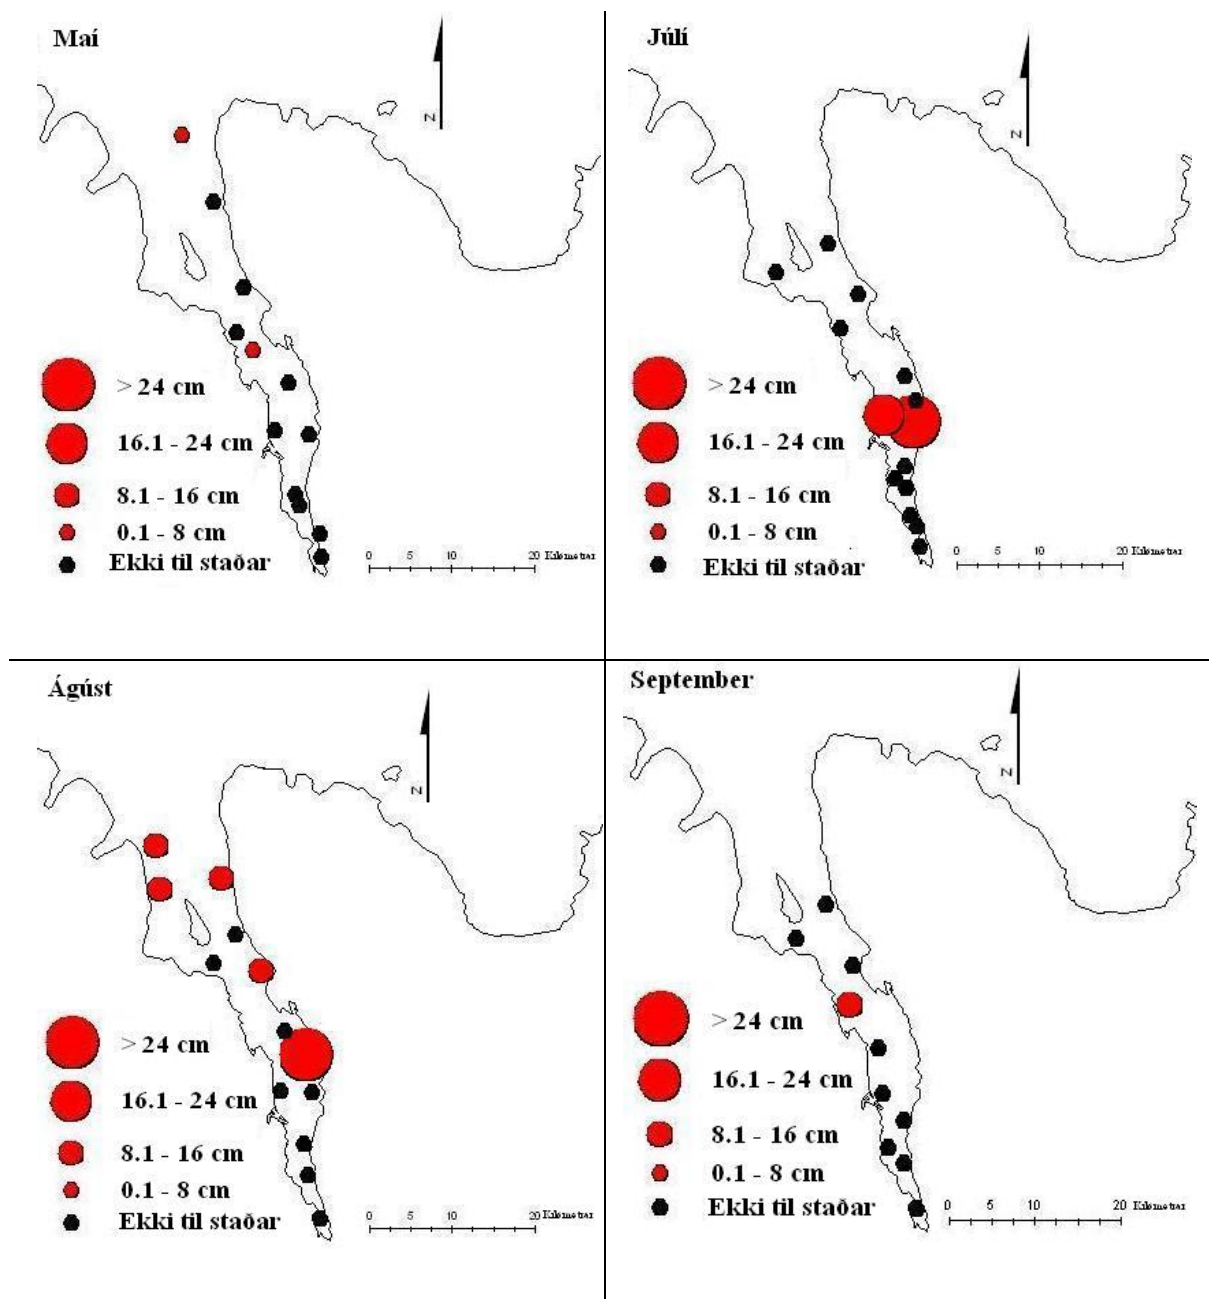 Maí
N
> 24 cm
16.1 - 24 cm
8.1 - 16 cm
0.1 - 8 cm
Ekki til staðar
0 5 10 20 Kílómetrar
Júlí
N
> 24 cm
16.1 - 24 cm
8.1 - 16 cm
0.1 - 8 cm
Ekki til staðar
0 5 10 20 Kílómetrar
Ágúst
N
> 24 cm
16.1 - 24 cm
8.1 - 16 cm
0.1 - 8 cm
Ekki til staðar
0 5 10 20 Kílómetrar
September
N
> 24 cm
16.1 - 24 cm
8.1 - 16 cm
0.1 - 8 cm
Ekki til staðar
0 5 10 20 Kílómetrar